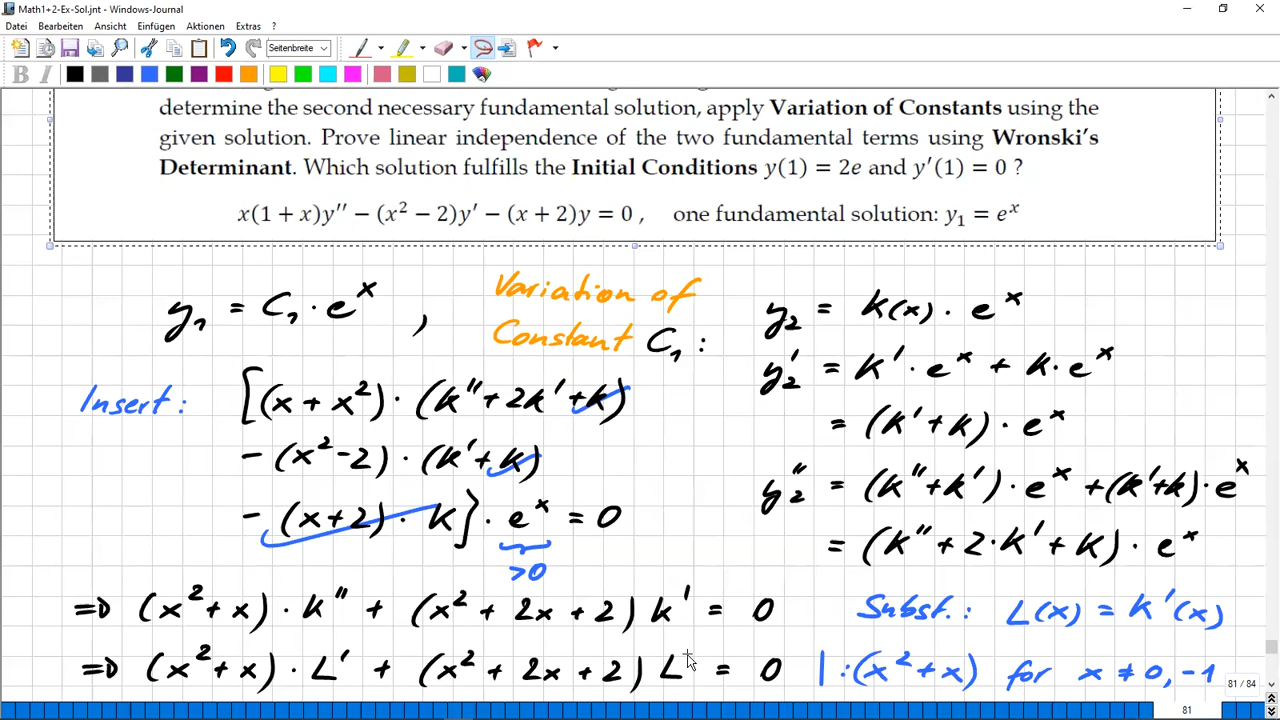 Math1+2-Ex-Sol.jnt - Windows-Journal
Datei Bearbeiten Ansicht Einfügen Aktionen Extras ?
Seitenbreite
B I
determine the second necessary fundamental solution, apply Variation of Constants using the
given solution. Prove linear independence of the two fundamental terms using Wronski's
Determinant. Which solution fulfills the Initial Conditions y(1) = 2e and y′(1) = 0 ?
x(1 + x)y′′ − (x² − 2)y′ − (x + 2)y = 0 , one fundamental solution: y₁ = eˣ
y₁ = C₁ · eˣ ,
Variation of
Constant C₁ :
y₂ = K(x) · eˣ
y₂' = K' · eˣ + K · eˣ
= (K' + K) · eˣ
y₂'' = (K'' + K') · eˣ + (K' + K) · eˣ
= (K'' + 2 · K' + K) · eˣ
Insert : [(x + x²) · (K'' + 2K' + K)
− (x² − 2) · (K' + K)
− (x + 2) · K] · eˣ = 0
>0
⇒ (x² + x) · K'' + (x² + 2x + 2) K' = 0 Subst. : L(x) = K'(x)
⇒ (x² + x) · L' + (x² + 2x + 2) L = 0 | : (x² + x) for x ≠ 0, −1
81 / 84
81